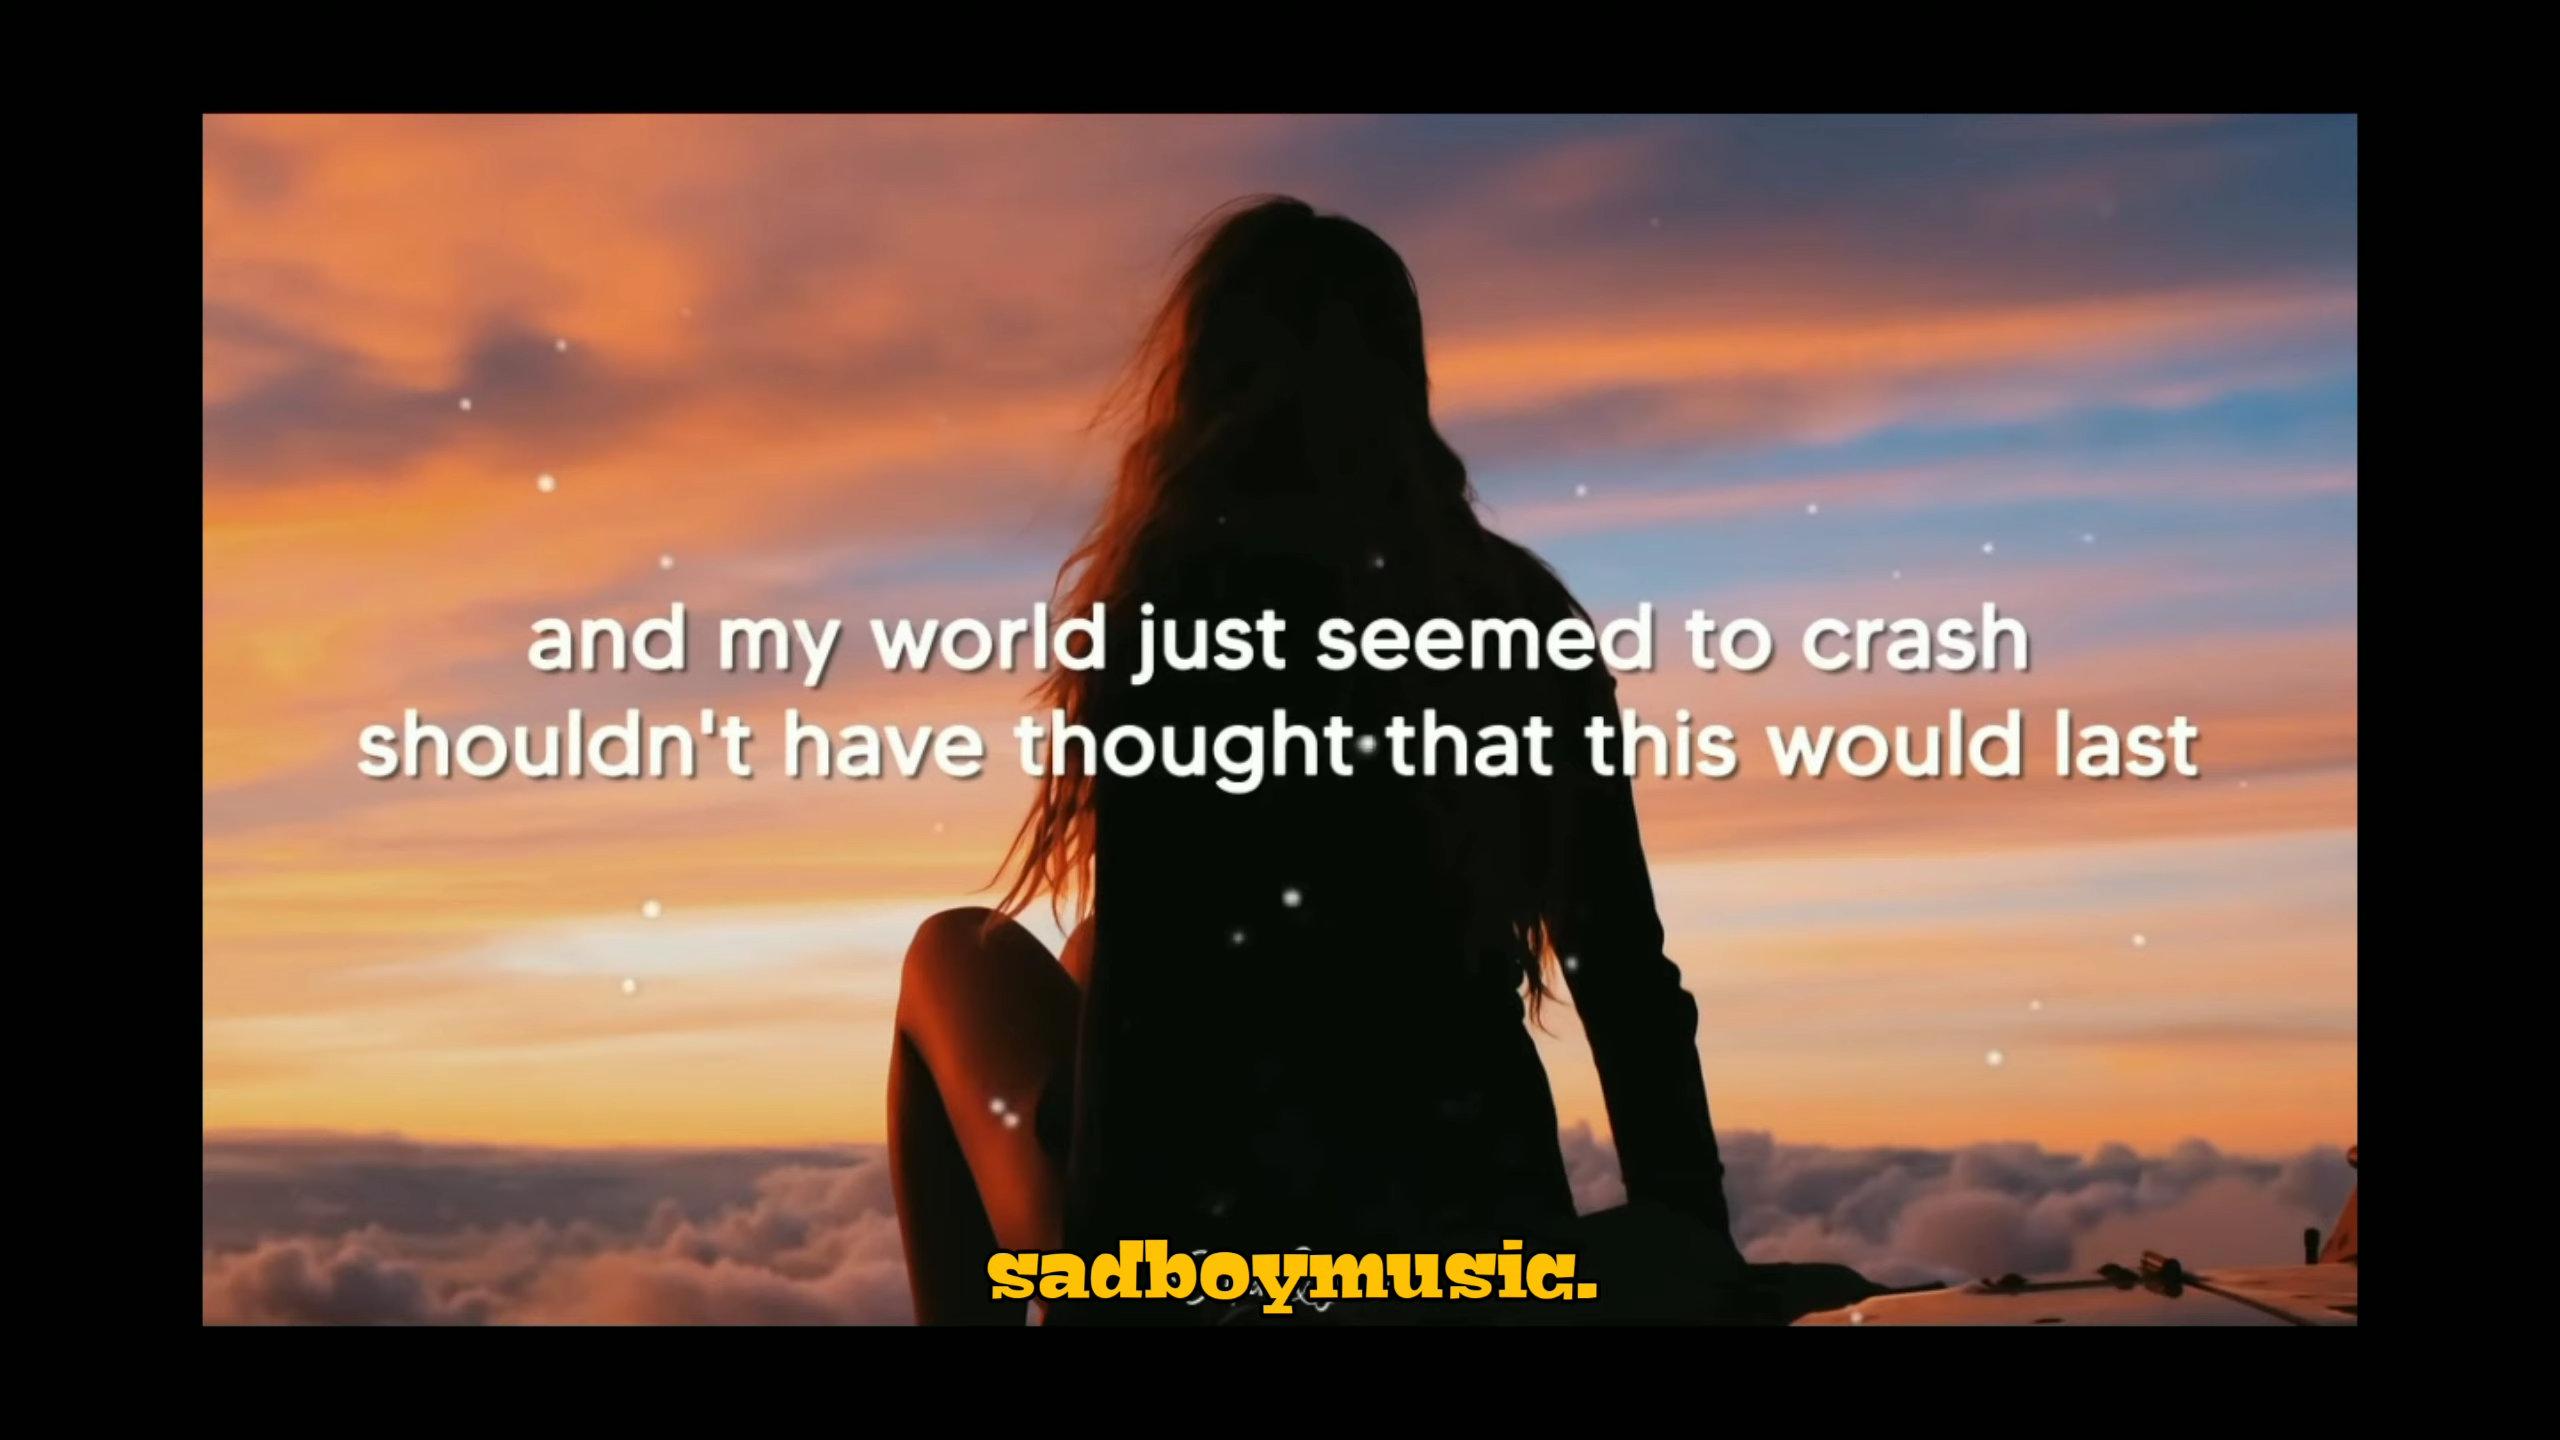 and my world just seemed to crash
shouldn't have thought that this would last
sadboymusic.